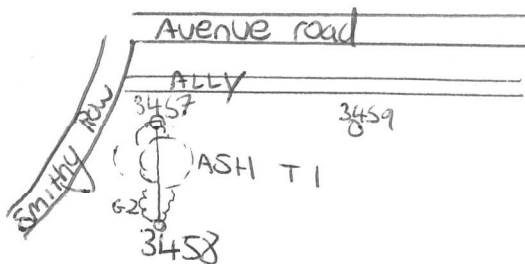 Avenue road
ALLY
Smithy Row
3457
3459
ASH T1
G2
3458